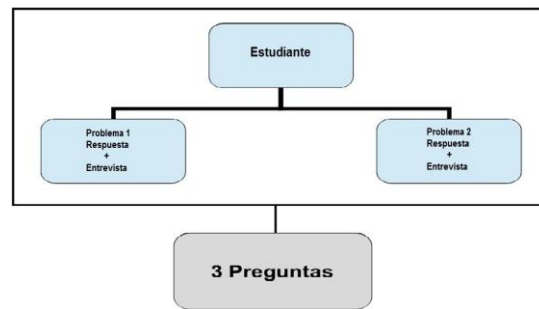 Estudiante
Problema 1
Respuesta
+
Entrevista
Problema 2
Respuesta
+
Entrevista
3 Preguntas